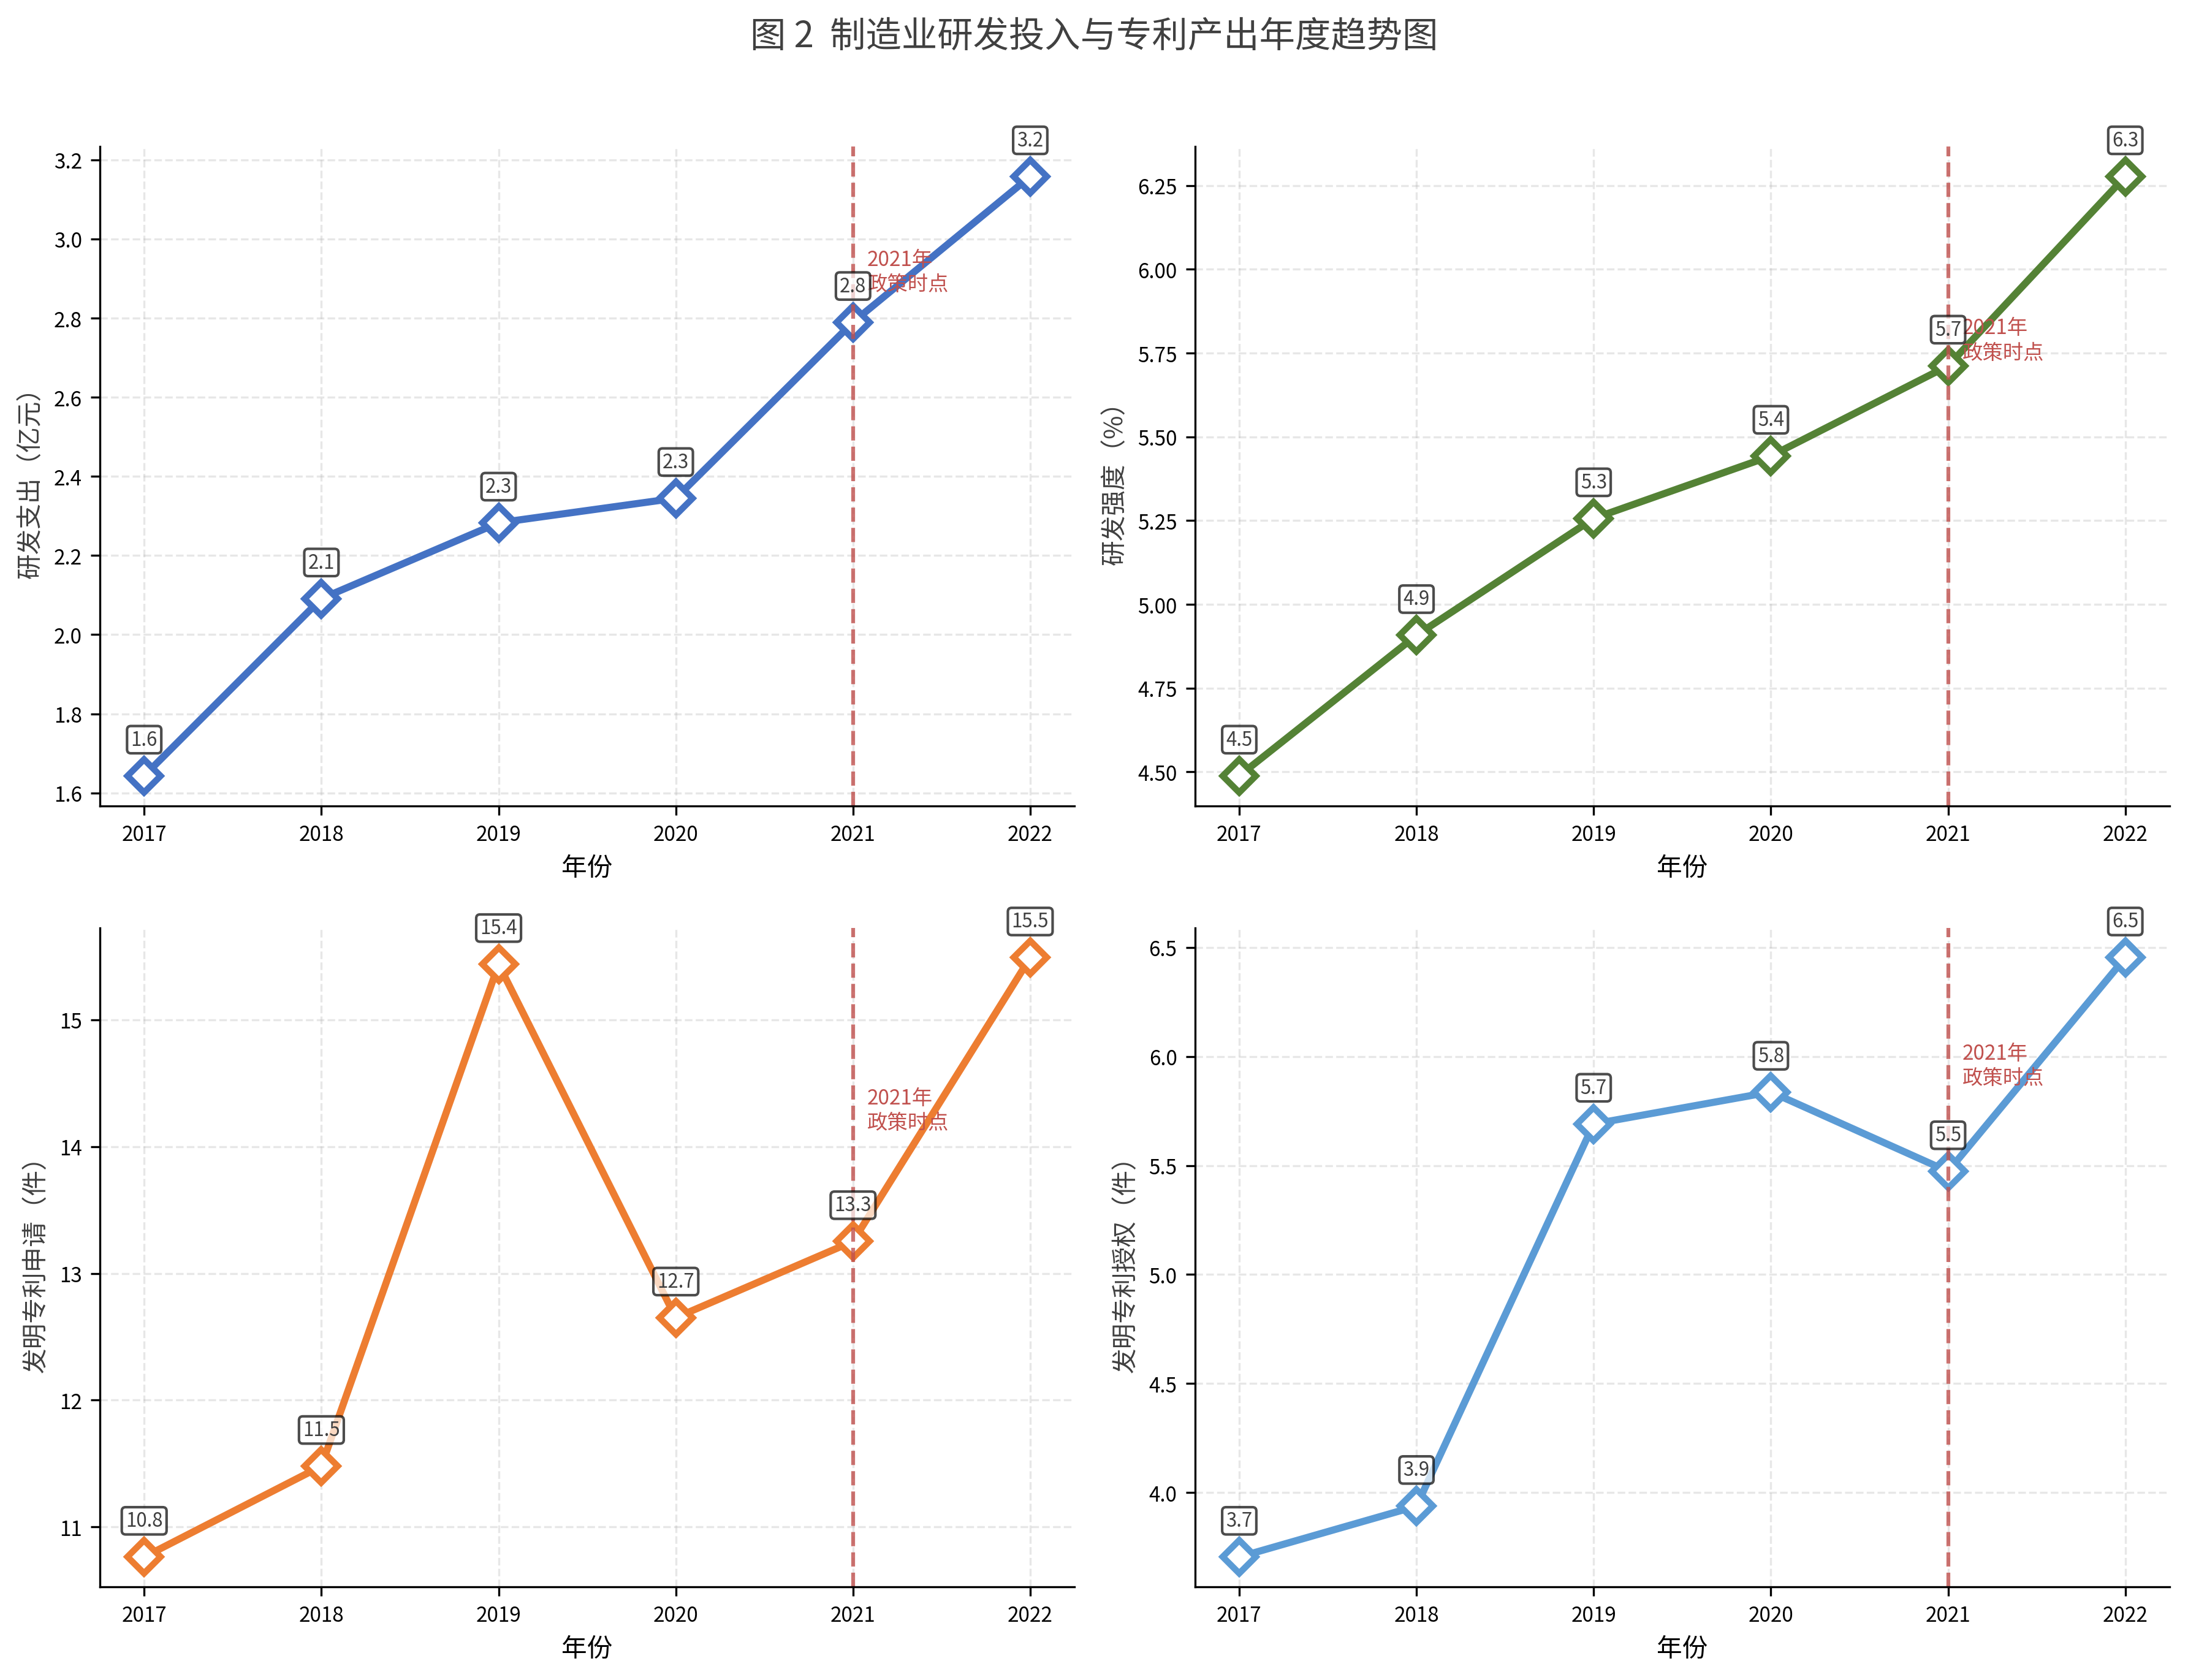 图 2 制造业研发投入与专利产出年度趋势图
研发支出（亿元）
3.2
3.0
2.8
2.6
2.4
2.2
2.0
1.8
1.6
1.6
2.1
2.3
2.3
2.8
3.2
2021年
政策时点
2017 2018 2019 2020 2021 2022
年份
研发强度（%）
6.25
6.00
5.75
5.50
5.25
5.00
4.75
4.50
4.5
4.9
5.3
5.4
5.7
6.3
2021年
政策时点
2017 2018 2019 2020 2021 2022
年份
发明专利申请（件）
15
14
13
12
11
10.8
11.5
15.4
12.7
13.3
15.5
2021年
政策时点
2017 2018 2019 2020 2021 2022
年份
发明专利授权（件）
6.5
6.0
5.5
5.0
4.5
4.0
3.7
3.9
5.7
5.8
5.5
6.5
2021年
政策时点
2017 2018 2019 2020 2021 2022
年份